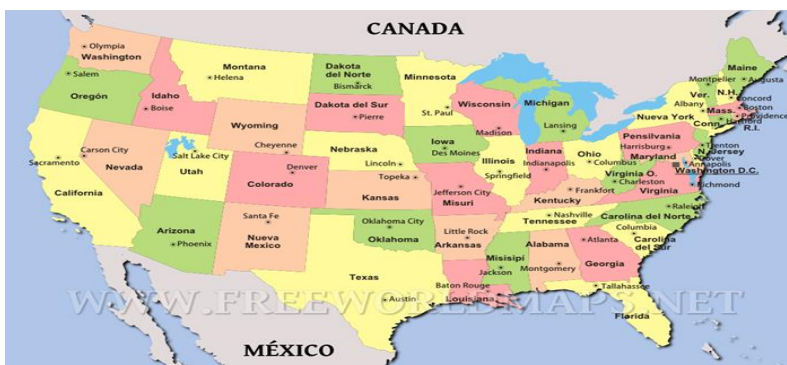 CANADA
Olympia
Washington
Salem
Oregón
Idaho
Boise
Montana
Helena
Dakota
del Norte
Bismarck
Dakota del Sur
Pierre
Minnesota
St. Paul
Wisconsin
Madison
Michigan
Lansing
Maine
Augusta
Montpelier
Ver.
N.H.
Concord
Albany
Mass.
Boston
Nueva York
Conn.
Hartford
Providence
R.I.
Wyoming
Cheyenne
Nebraska
Lincoln
Iowa
Des Moines
Illinois
Springfield
Indiana
Indianapolis
Ohio
Columbus
Pensilvania
Harrisburg
Trenton
N. Jersey
Maryland
Dover
Annapolis
Washington D.C.
Virginia O.
Charleston
Richmond
Virginia
Carson City
Sacramento
Nevada
California
Salt Lake City
Utah
Denver
Colorado
Topeka
Kansas
Jefferson City
Misuri
Kentucky
Frankfort
Nashville
Tennessee
Raleigh
Carolina del Norte
Columbia
Carolina
del Sur
Arizona
Phoenix
Santa Fe
Nueva
Mexico
Oklahoma City
Oklahoma
Little Rock
Arkansas
Misisipi
Jackson
Alabama
Montgomery
Atlanta
Georgia
Texas
Austin
Baton Rouge
Louisiana
Tallahassee
Florida
WWW.FREEWORLDMAPS.NET
MÉXICO